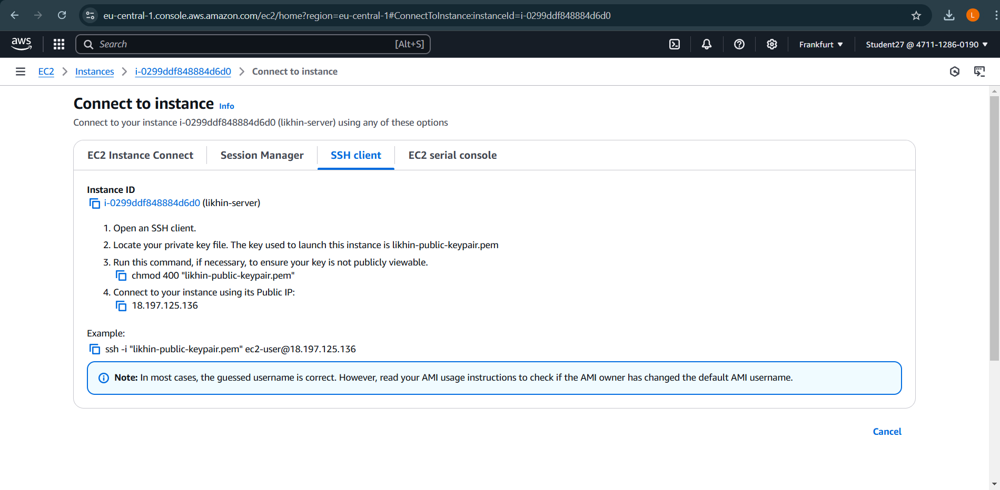 eu-central-1.console.aws.amazon.com/ec2/home?region=eu-central-1#ConnectToInstance:instanceId=i-0299ddf848884d6d0
L
aws
Search [Alt+S]
Frankfurt
Student27 @ 4711-1286-0190
EC2 Instances i-0299ddf848884d6d0 Connect to instance
Connect to instance Info
Connect to your instance i-0299ddf848884d6d0 (likhin-server) using any of these options
EC2 Instance Connect Session Manager SSH client EC2 serial console
Instance ID
i-0299ddf848884d6d0 (likhin-server)
1. Open an SSH client.
2. Locate your private key file. The key used to launch this instance is likhin-public-keypair.pem
3. Run this command, if necessary, to ensure your key is not publicly viewable.
chmod 400 "likhin-public-keypair.pem"
4. Connect to your instance using its Public IP:
18.197.125.136
Example:
ssh -i "likhin-public-keypair.pem" ec2-user@18.197.125.136
Note: In most cases, the guessed username is correct. However, read your AMI usage instructions to check if the AMI owner has changed the default AMI username.
Cancel